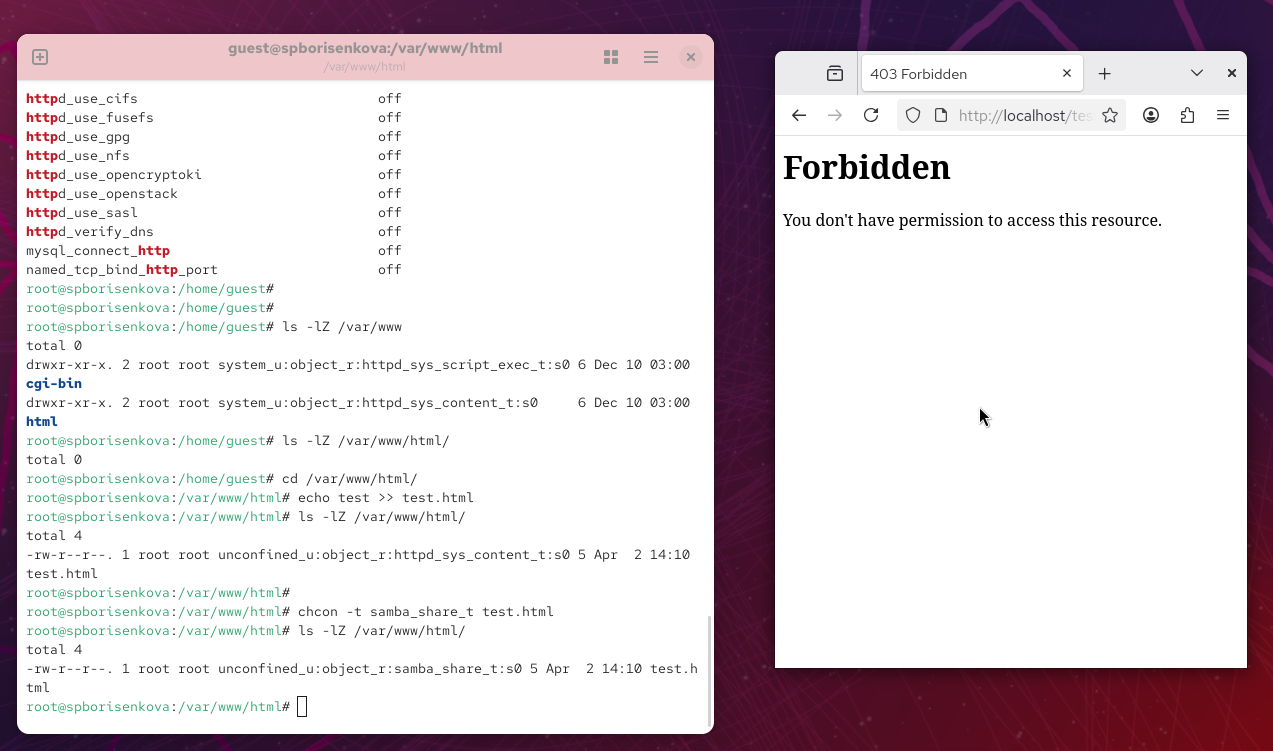 guest@spborisenkova:/var/www/html
/var/www/html
httpd_use_cifs                              off
httpd_use_fusefs                            off
httpd_use_gpg                               off
httpd_use_nfs                               off
httpd_use_opencryptoki                      off
httpd_use_openstack                         off
httpd_use_sasl                              off
httpd_verify_dns                            off
mysql_connect_http                          off
named_tcp_bind_http_port                    off
root@spborisenkova:/home/guest#
root@spborisenkova:/home/guest#
root@spborisenkova:/home/guest# ls -lZ /var/www
total 0
drwxr-xr-x. 2 root root system_u:object_r:httpd_sys_script_exec_t:s0 6 Dec 10 03:00
cgi-bin
drwxr-xr-x. 2 root root system_u:object_r:httpd_sys_content_t:s0     6 Dec 10 03:00
html
root@spborisenkova:/home/guest# ls -lZ /var/www/html/
total 0
root@spborisenkova:/home/guest# cd /var/www/html/
root@spborisenkova:/var/www/html# echo test >> test.html
root@spborisenkova:/var/www/html# ls -lZ /var/www/html/
total 4
-rw-r--r--. 1 root root unconfined_u:object_r:httpd_sys_content_t:s0 5 Apr  2 14:10
test.html
root@spborisenkova:/var/www/html#
root@spborisenkova:/var/www/html# chcon -t samba_share_t test.html
root@spborisenkova:/var/www/html# ls -lZ /var/www/html/
total 4
-rw-r--r--. 1 root root unconfined_u:object_r:samba_share_t:s0 5 Apr  2 14:10 test.h
tml
root@spborisenkova:/var/www/html#
403 Forbidden
http://localhost/tes
Forbidden
You don't have permission to access this resource.